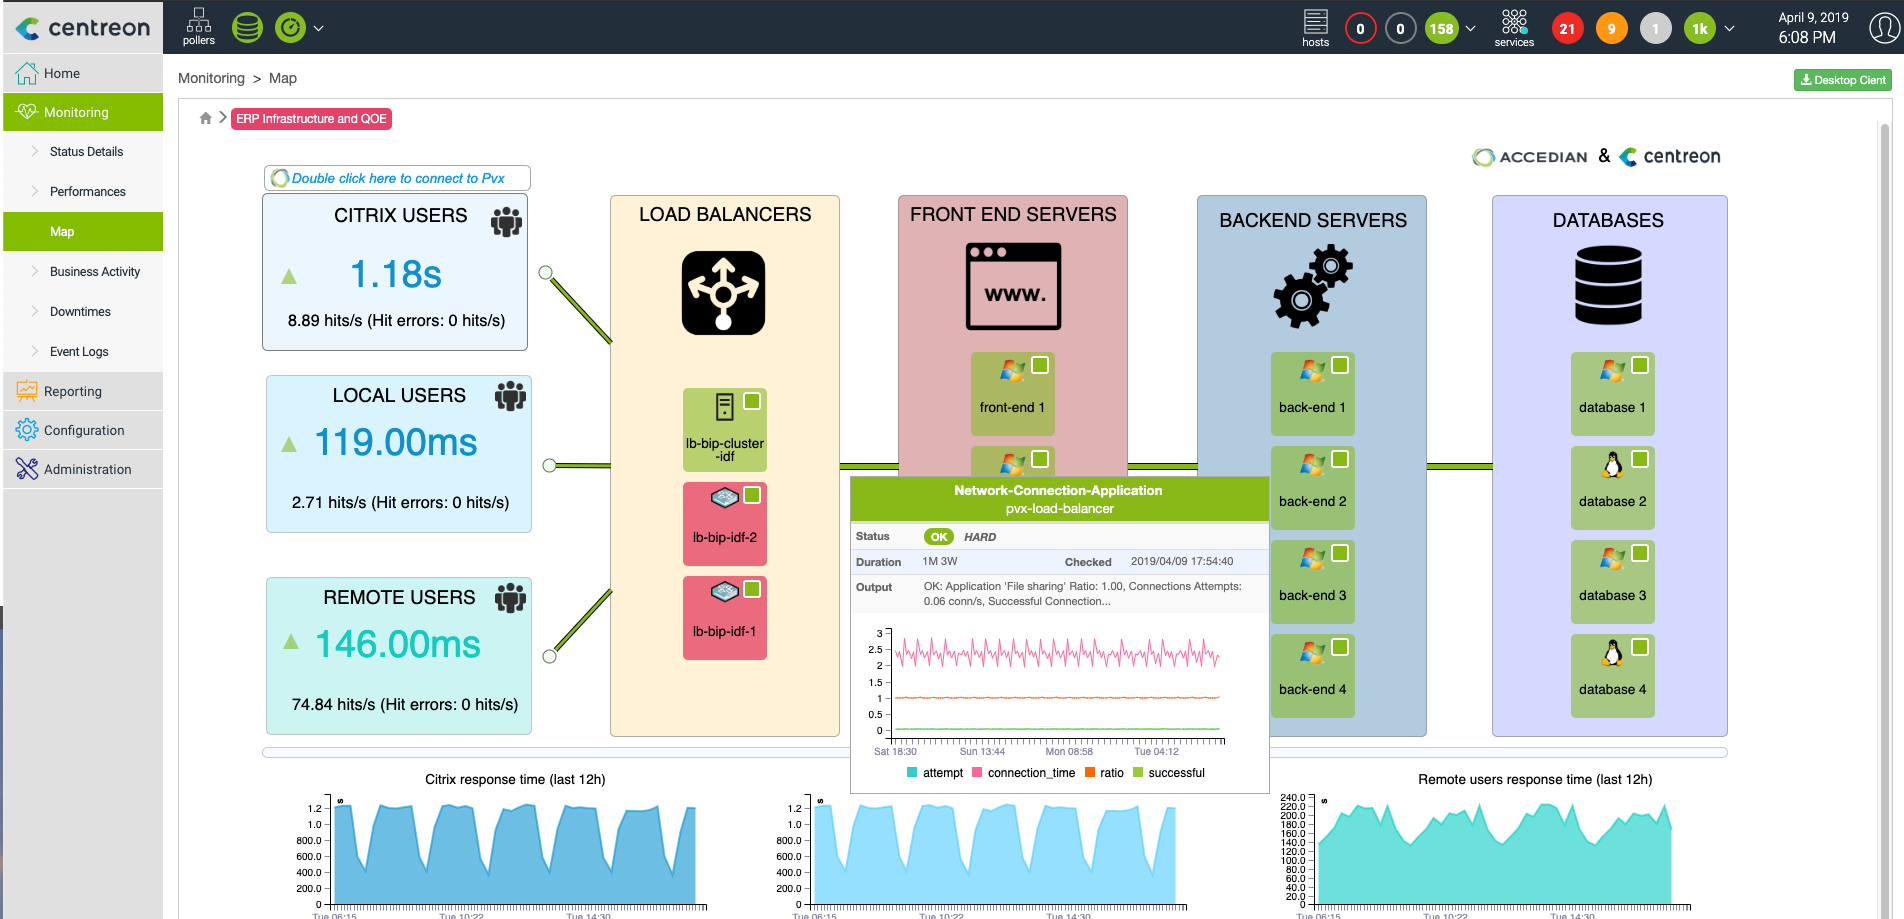 centreon
pollers
hosts
0
0
158
services
21
9
1
1k
April 9, 2019
6:08 PM
Home
Monitoring
Status Details
Performances
Map
Business Activity
Downtimes
Event Logs
Reporting
Configuration
Administration
Monitoring > Map
Desktop Cient
ERP Infrastructure and QOE
ACCEDIAN & centreon
Double click here to connect to Pvx
CITRIX USERS
1.18s
8.89 hits/s (Hit errors: 0 hits/s)
LOCAL USERS
119.00ms
2.71 hits/s (Hit errors: 0 hits/s)
REMOTE USERS
146.00ms
74.84 hits/s (Hit errors: 0 hits/s)
LOAD BALANCERS
lb-bip-cluster
-idf
lb-bip-idf-2
lb-bip-idf-1
FRONT END SERVERS
www.
front-end 1
BACKEND SERVERS
back-end 1
back-end 2
back-end 3
back-end 4
DATABASES
database 1
database 2
database 3
database 4
Network-Connection-Application
pvx-load-balancer
Status OK HARD
Duration 1M 3W Checked 2019/04/09 17:54:40
Output OK: Application 'File sharing' Ratio: 1.00, Connections Attempts:
0.06 conn/s, Successful Connection...
3
2.5
2
1.5
1
0.5
0
Sat 18:30 Sun 13:44 Mon 08:58 Tue 04:12
attempt connection_time ratio successful
Citrix response time (last 12h)
s
1.2
1.0
800.0
600.0
400.0
200.0
0
Tue 06:15 Tue 10:22 Tue 14:30
s
1.2
1.0
800.0
600.0
400.0
200.0
0
Tue 06:15 Tue 10:22 Tue 14:30
Remote users response time (last 12h)
s
240.0
220.0
200.0
180.0
160.0
140.0
120.0
100.0
80.0
60.0
40.0
20.0
0
Tue 06:15 Tue 10:22 Tue 14:30